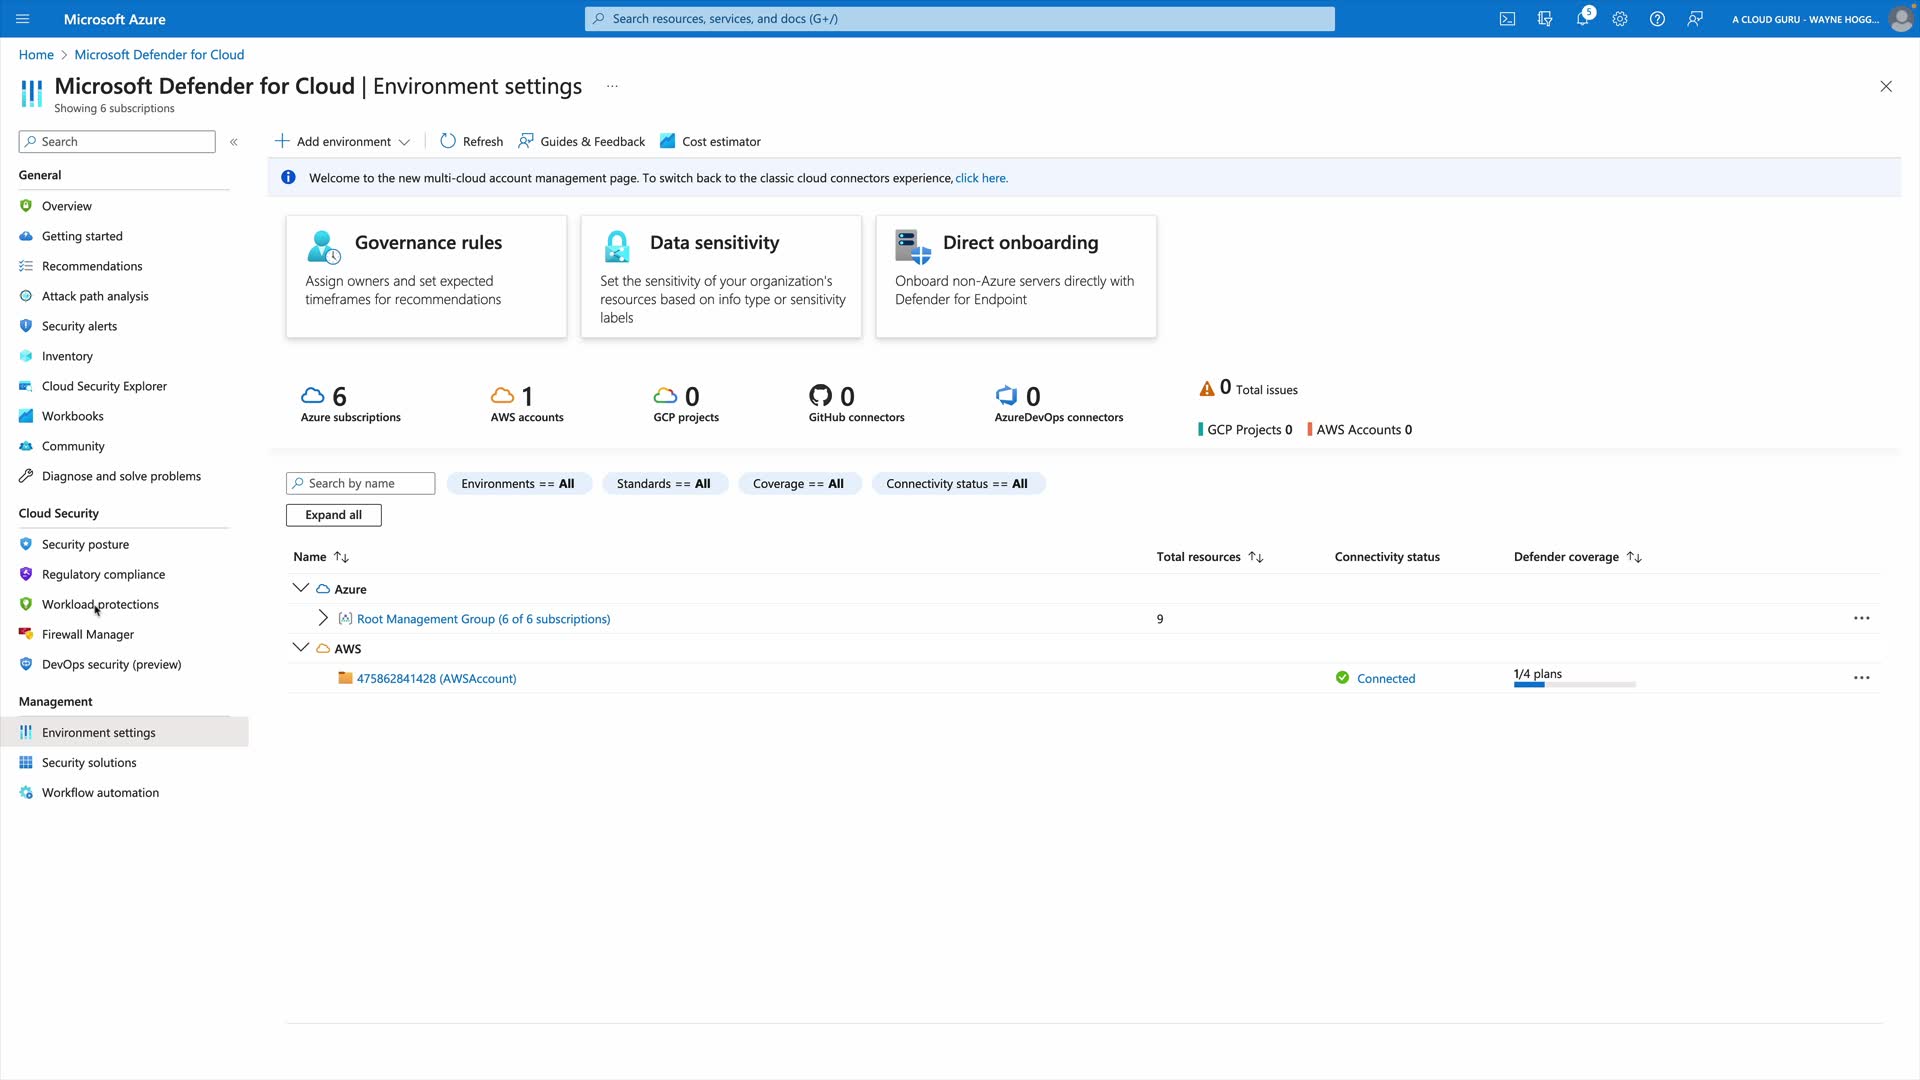 Microsoft Azure
Search resources, services, and docs (G+/)
5
A CLOUD GURU - WAYNE HOGG...
Home > Microsoft Defender for Cloud
Microsoft Defender for Cloud | Environment settings ...
Showing 6 subscriptions
Search
«
Add environment
Refresh
Guides & Feedback
Cost estimator
General
Overview
Getting started
Recommendations
Attack path analysis
Security alerts
Inventory
Cloud Security Explorer
Workbooks
Community
Diagnose and solve problems
Cloud Security
Security posture
Regulatory compliance
Workload protections
Firewall Manager
DevOps security (preview)
Management
Environment settings
Security solutions
Workflow automation
Welcome to the new multi-cloud account management page. To switch back to the classic cloud connectors experience, click here.
Governance rules
Assign owners and set expected
timeframes for recommendations
Data sensitivity
Set the sensitivity of your organization's
resources based on info type or sensitivity
labels
Direct onboarding
Onboard non-Azure servers directly with
Defender for Endpoint
6
Azure subscriptions
1
AWS accounts
0
GCP projects
0
GitHub connectors
0
AzureDevOps connectors
0 Total issues
GCP Projects 0
AWS Accounts 0
Search by name
Environments == All
Standards == All
Coverage == All
Connectivity status == All
Expand all
Name
Total resources
Connectivity status
Defender coverage
Azure
Root Management Group (6 of 6 subscriptions)
9
AWS
475862841428 (AWSAccount)
Connected
1/4 plans